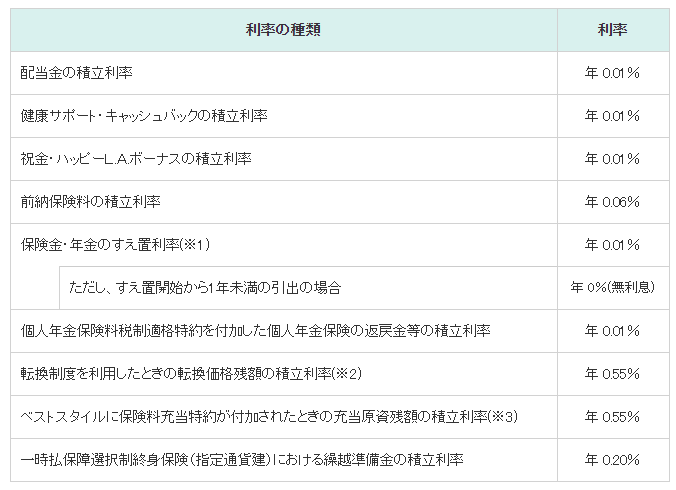 利率の種類 利率
配当金の積立利率 年 0.01%
健康サポート・キャッシュバックの積立利率 年 0.01%
祝金・ハッピーL.A.ボーナスの積立利率 年 0.01%
前納保険料の積立利率 年 0.06%
保険金・年金のすえ置利率(※1) 年 0.01%
ただし、すえ置開始から1年未満の引出の場合 年 0%(無利息)
個人年金保険料税制適格特約を付加した個人年金保険の返戻金等の積立利率 年 0.01%
転換制度を利用したときの転換価格残額の積立利率(※2) 年 0.55%
ベストスタイルに保険料充当特約が付加されたときの充当原資残額の積立利率(※3) 年 0.55%
一時払保障選択制終身保険(指定通貨建)における繰越準備金の積立利率 年 0.20%